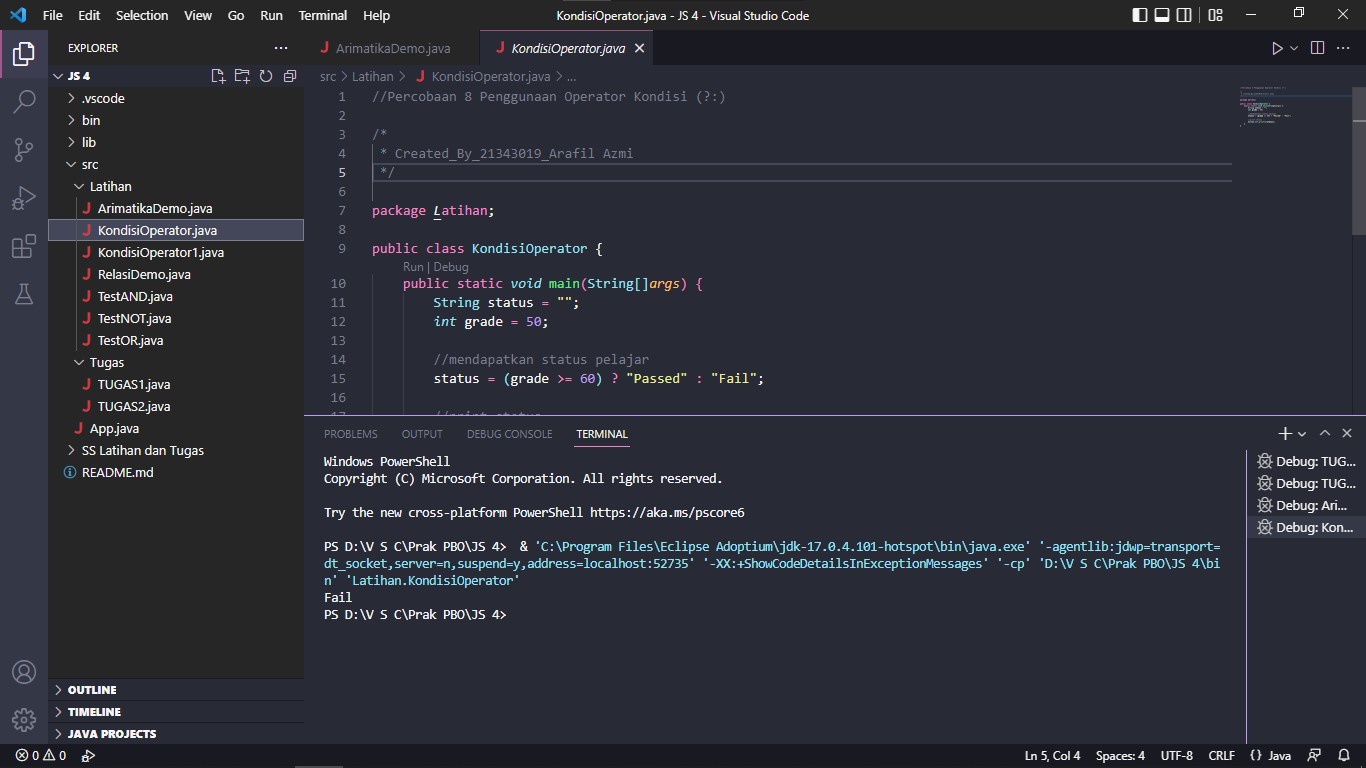 File Edit Selection View Go Run Terminal Help
KondisiOperator.java - JS 4 - Visual Studio Code
EXPLORER
JS 4
.vscode
bin
lib
src
Latihan
ArimatikaDemo.java
KondisiOperator.java
KondisiOperator1.java
RelasiDemo.java
TestAND.java
TestNOT.java
TestOR.java
Tugas
TUGAS1.java
TUGAS2.java
App.java
SS Latihan dan Tugas
README.md
OUTLINE
TIMELINE
JAVA PROJECTS
ArimatikaDemo.java KondisiOperator.java
src > Latihan > KondisiOperator.java > ...
1 //Percobaan 8 Penggunaan Operator Kondisi (?:)
2
3 /*
4 * Created_By_21343019_Arafil Azmi
5 */
6
7 package Latihan;
8
9 public class KondisiOperator {
Run | Debug
10 public static void main(String[]args) {
11 String status = "";
12 int grade = 50;
13
14 //mendapatkan status pelajar
15 status = (grade >= 60) ? "Passed" : "Fail";
16
17 //print status
PROBLEMS OUTPUT DEBUG CONSOLE TERMINAL
Windows PowerShell
Copyright (C) Microsoft Corporation. All rights reserved.
Try the new cross-platform PowerShell https://aka.ms/pscore6
PS D:\V S C\Prak PBO\JS 4> & 'C:\Program Files\Eclipse Adoptium\jdk-17.0.4.101-hotspot\bin\java.exe' '-agentlib:jdwp=transport=
dt_socket,server=n,suspend=y,address=localhost:52735' '-XX:+ShowCodeDetailsInExceptionMessages' '-cp' 'D:\V S C\Prak PBO\JS 4\bi
n' 'Latihan.KondisiOperator'
Fail
PS D:\V S C\Prak PBO\JS 4>
Debug: TUG...
Debug: TUG...
Debug: Ari...
Debug: Kon...
0 0
Ln 5, Col 4 Spaces: 4 UTF-8 CRLF {} Java